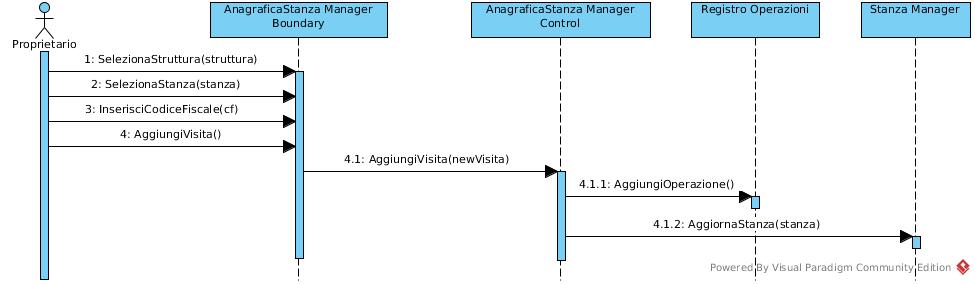 AnagraficaStanza Manager
Boundary
AnagraficaStanza Manager
Control
Registro Operazioni
Stanza Manager
Proprietario
1: SelezionaStruttura(struttura)
2: SelezionaStanza(stanza)
3: InserisciCodiceFiscale(cf)
4: AggiungiVisita()
4.1: AggiungiVisita(newVisita)
4.1.1: AggiungiOperazione()
4.1.2: AggiornaStanza(stanza)
Powered By Visual Paradigm Community Edition